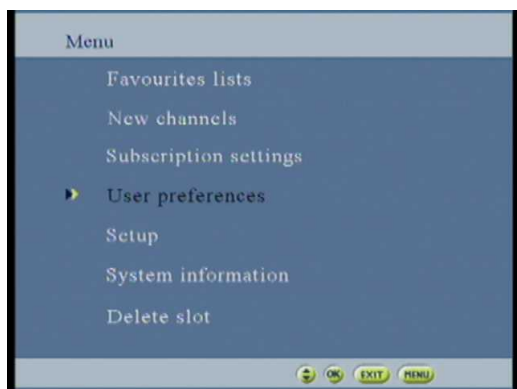 Menu
Favourites lists
New channels
Subscription settings
User preferences
Setup
System information
Delete slot
OK EXIT MENU